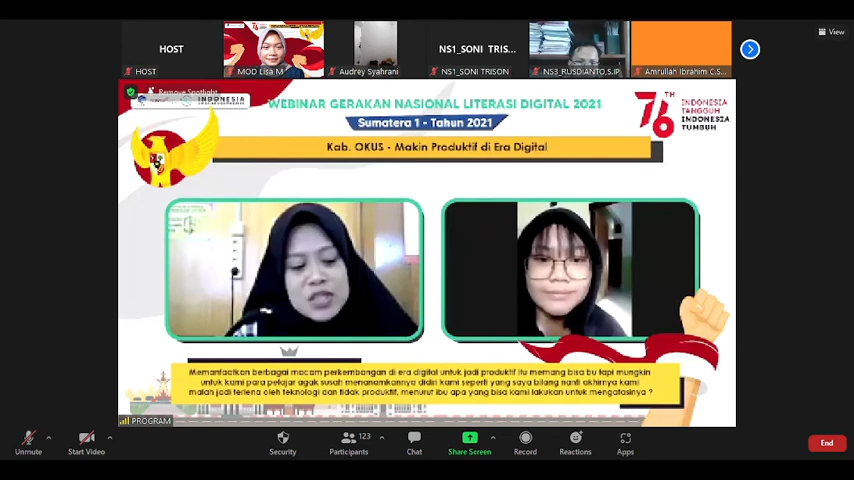 HOST
NS1_SONI TRIS...
View
HOST
MOD Lisa M
Audrey Syahrani
NS1_SONI TRISON
NS3_RUSDIANTO,S.IP
Amrullah Ibrahim C.S...
Remove Spotlight
INDONESIA
WEBINAR GERAKAN NASIONAL LITERASI DIGITAL 2021
Sumatera 1 - Tahun 2021
76 TH
INDONESIA
TANGGUH
INDONESIA
TUMBUH
Kab. OKUS - Makin Produktif di Era Digital
Memanfaatkan berbagai macam perkembangan di era digital untuk jadi produktif itu memang bisa bu tapi mungkin
untuk kami para pelajar agak susah menanamkannya didiri kami seperti yang saya bilang nanti akhirnya kami
malah jadi terlena oleh teknologi dan tidak produktif, menurut ibu apa yang bisa kami lakukan untuk mengatasinya ?
PROGRAM
Unmute
Start Video
Security
Participants
123
Chat
Share Screen
Record
Reactions
Apps
End